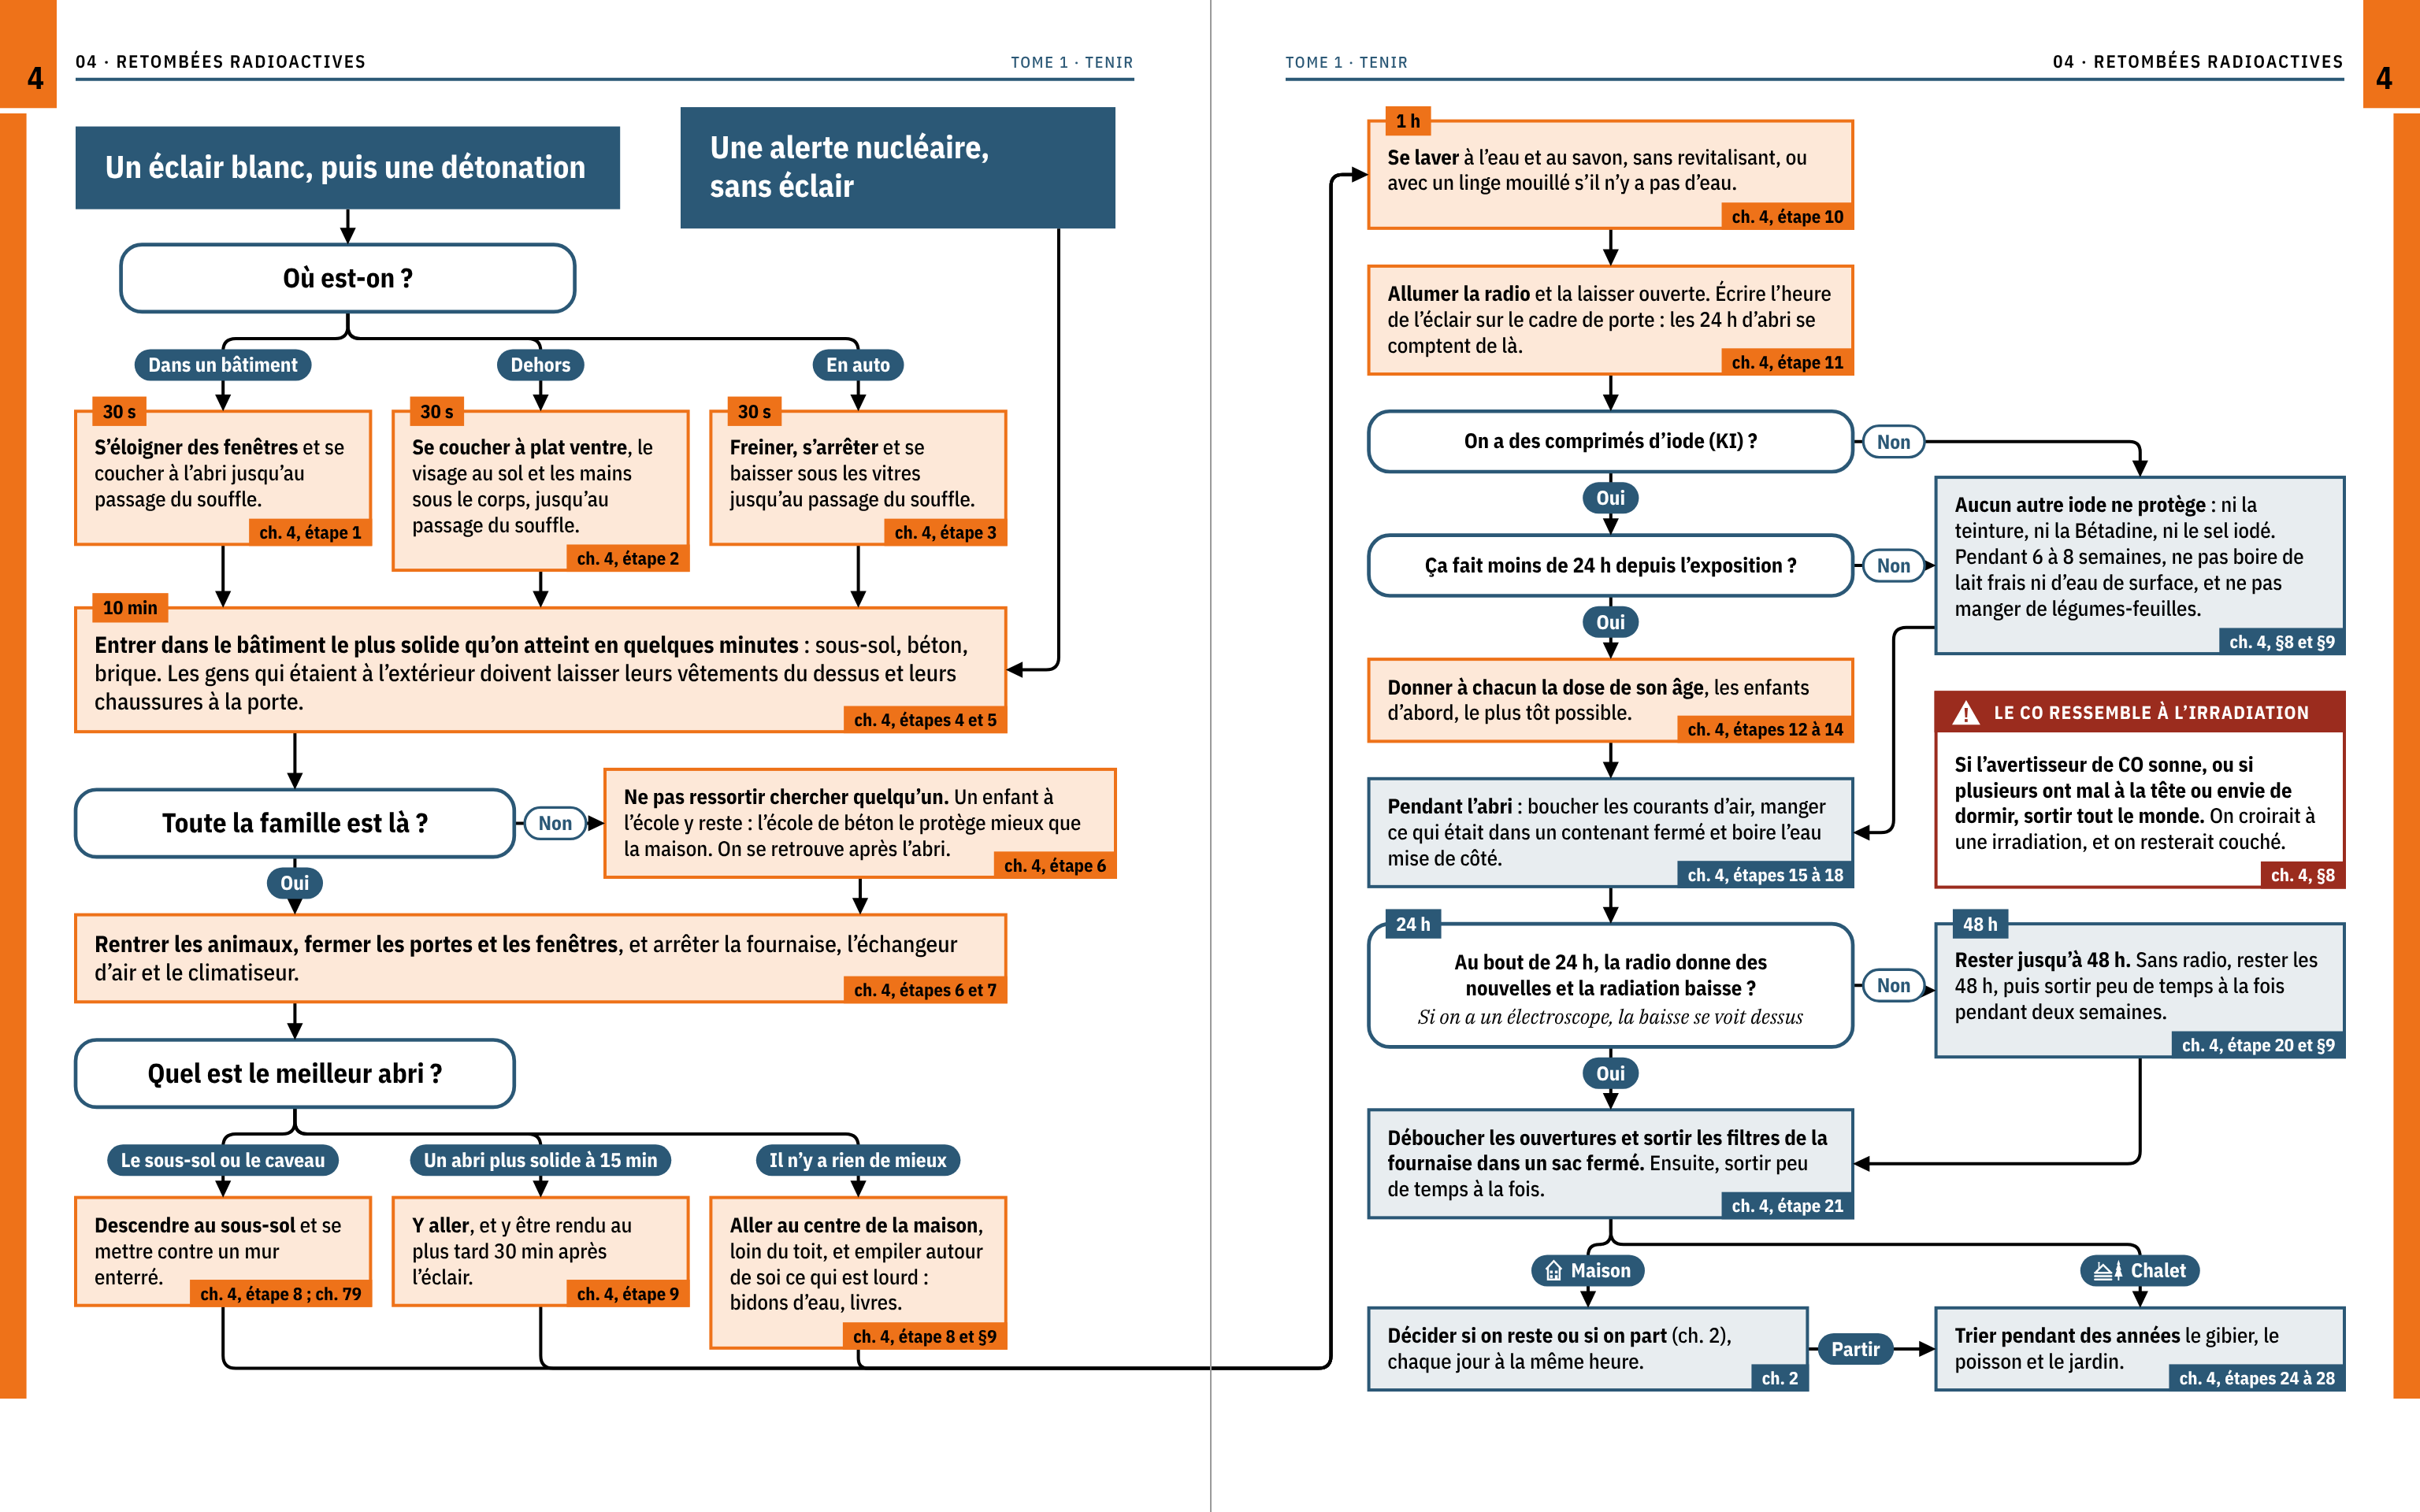 4
04 · RETOMBÉES RADIOACTIVES
TOME 1 · TENIR
Un éclair blanc, puis une détonation
Une alerte nucléaire,
sans éclair
Où est-on ?
Dans un bâtiment
Dehors
En auto
30 s
S’éloigner des fenêtres et se
coucher à l’abri jusqu’au
passage du souffle.
ch. 4, étape 1
30 s
Se coucher à plat ventre, le
visage au sol et les mains
sous le corps, jusqu’au
passage du souffle.
ch. 4, étape 2
30 s
Freiner, s’arrêter et se
baisser sous les vitres
jusqu’au passage du souffle.
ch. 4, étape 3
10 min
Entrer dans le bâtiment le plus solide qu’on atteint en quelques minutes : sous-sol, béton,
brique. Les gens qui étaient à l’extérieur doivent laisser leurs vêtements du dessus et leurs
chaussures à la porte.
ch. 4, étapes 4 et 5
Toute la famille est là ?
Non
Ne pas ressortir chercher quelqu’un. Un enfant à
l’école y reste : l’école de béton le protège mieux que
la maison. On se retrouve après l’abri.
ch. 4, étape 6
Oui
Rentrer les animaux, fermer les portes et les fenêtres, et arrêter la fournaise, l’échangeur
d’air et le climatiseur.
ch. 4, étapes 6 et 7
Quel est le meilleur abri ?
Le sous-sol ou le caveau
Un abri plus solide à 15 min
Il n’y a rien de mieux
Descendre au sous-sol et se
mettre contre un mur
enterré.
ch. 4, étape 8 ; ch. 79
Y aller, et y être rendu au
plus tard 30 min après
l’éclair.
ch. 4, étape 9
Aller au centre de la maison,
loin du toit, et empiler autour
de soi ce qui est lourd :
bidons d’eau, livres.
ch. 4, étape 8 et §9
TOME 1 · TENIR
04 · RETOMBÉES RADIOACTIVES
4
1 h
Se laver à l’eau et au savon, sans revitalisant, ou
avec un linge mouillé s’il n’y a pas d’eau.
ch. 4, étape 10
Allumer la radio et la laisser ouverte. Écrire l’heure
de l’éclair sur le cadre de porte : les 24 h d’abri se
comptent de là.
ch. 4, étape 11
On a des comprimés d’iode (KI) ?
Non
Oui
Ça fait moins de 24 h depuis l’exposition ?
Non
Aucun autre iode ne protège : ni la
teinture, ni la Bétadine, ni le sel iodé.
Pendant 6 à 8 semaines, ne pas boire de
lait frais ni d’eau de surface, et ne pas
manger de légumes-feuilles.
ch. 4, §8 et §9
Oui
Donner à chacun la dose de son âge, les enfants
d’abord, le plus tôt possible.
ch. 4, étapes 12 à 14
LE CO RESSEMBLE À L’IRRADIATION
Si l’avertisseur de CO sonne, ou si
plusieurs ont mal à la tête ou envie de
dormir, sortir tout le monde. On croirait à
une irradiation, et on resterait couché.
ch. 4, §8
Pendant l’abri : boucher les courants d’air, manger
ce qui était dans un contenant fermé et boire l’eau
mise de côté.
ch. 4, étapes 15 à 18
24 h
Au bout de 24 h, la radio donne des
nouvelles et la radiation baisse ?
Si on a un électroscope, la baisse se voit dessus
Non
48 h
Rester jusqu’à 48 h. Sans radio, rester les
48 h, puis sortir peu de temps à la fois
pendant deux semaines.
ch. 4, étape 20 et §9
Oui
Déboucher les ouvertures et sortir les filtres de la
fournaise dans un sac fermé. Ensuite, sortir peu
de temps à la fois.
ch. 4, étape 21
Maison
Chalet
Décider si on reste ou si on part (ch. 2),
chaque jour à la même heure.
ch. 2
Partir
Trier pendant des années le gibier, le
poisson et le jardin.
ch. 4, étapes 24 à 28